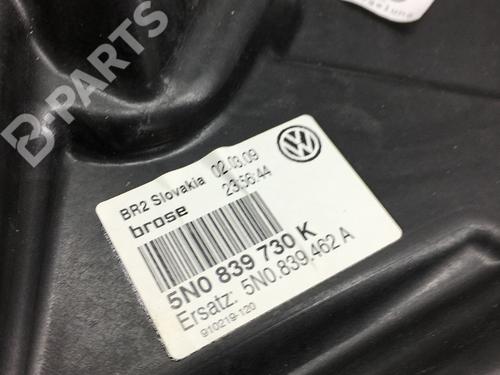 BR2 Slovakia 02.03.09
brose 23:56:44
5N0 839 730 K
Ersatz: 5N0.839.462 A
910219-120
B-PARTS